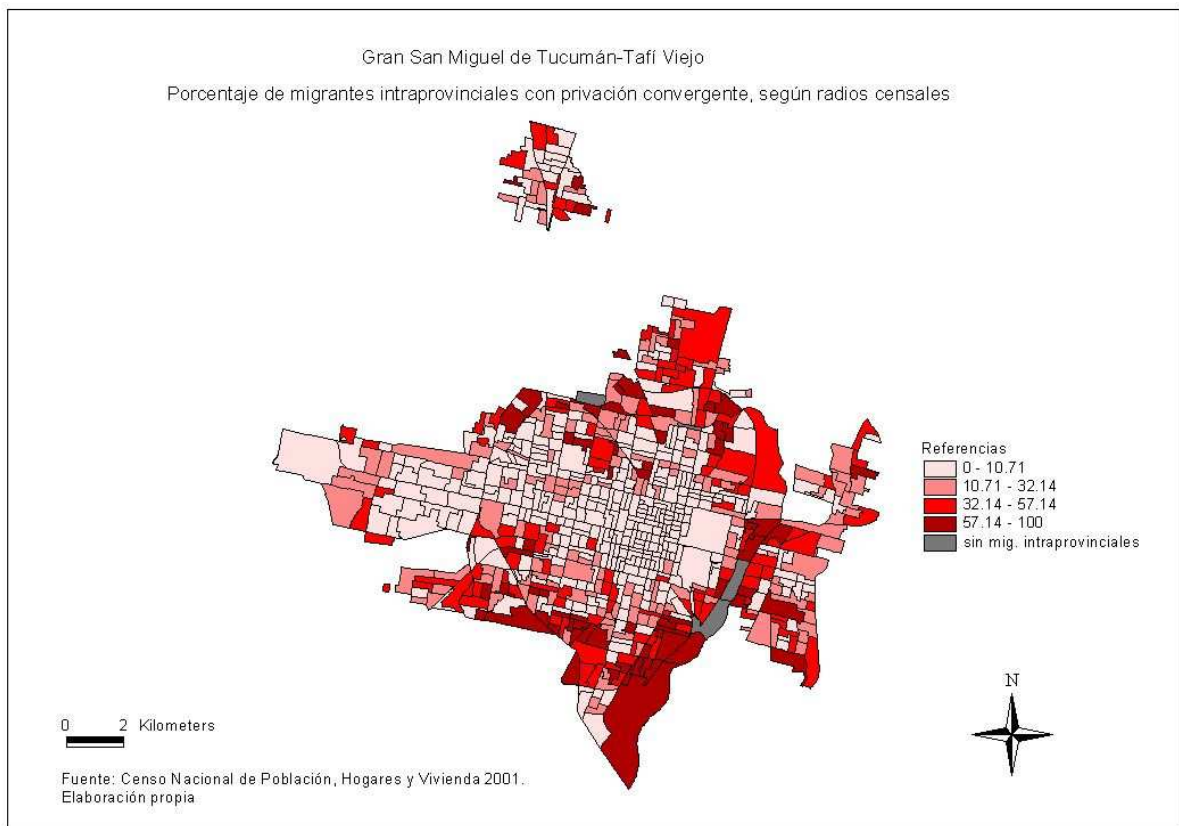 Gran San Miguel de Tucumán-Tafí Viejo
Porcentaje de migrantes intraprovinciales con privación convergente, según radios censales
Referencias
0 - 10.71
10.71 - 32.14
32.14 - 57.14
57.14 - 100
sin mig. intraprovinciales
N
0 2 Kilometers
Fuente: Censo Nacional de Población, Hogares y Vivienda 2001.
Elaboración propia